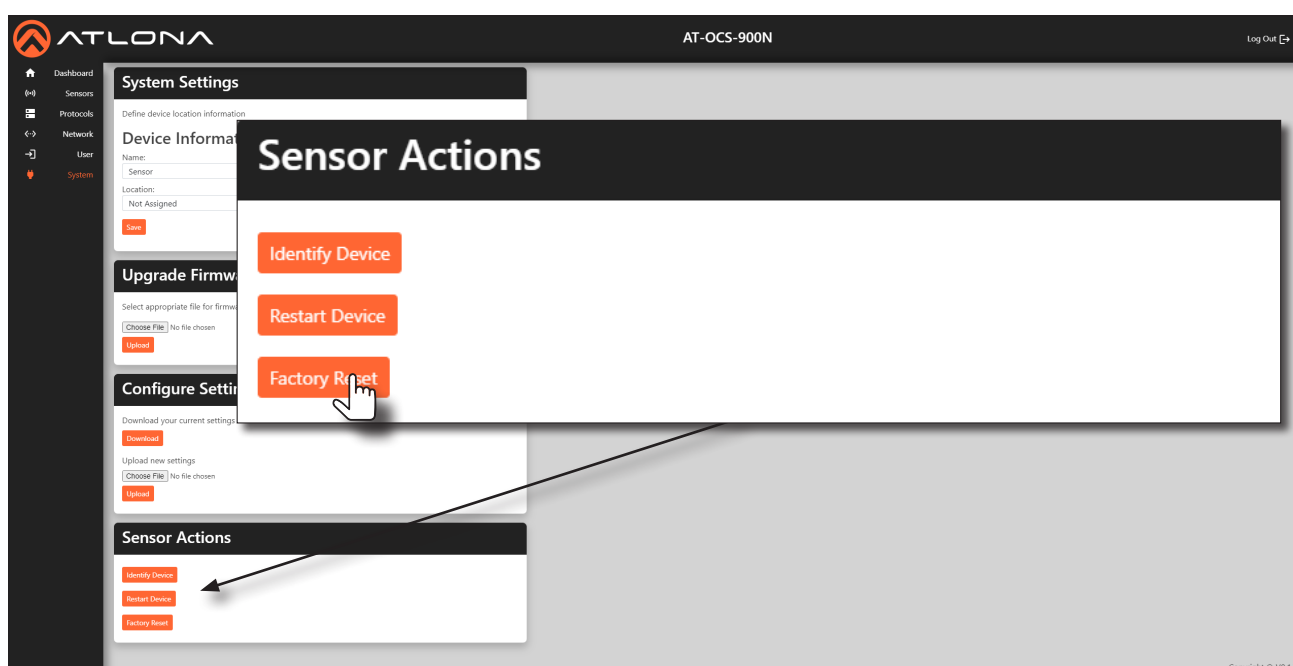 ATLONA
AT-OCS-900N
Log Out
Dashboard
Sensors
Protocols
Network
User
System
System Settings
Define device location information
Device Informat
Name:
Sensor
Location:
Not Assigned
Save
Upgrade Firmw
Select appropriate file for firmwa
Choose File No file chosen
Upload
Configure Settin
Download your current settings
Download
Upload new settings
Choose File No file chosen
Upload
Sensor Actions
Identify Device
Restart Device
Factory Reset
Sensor Actions
Identify Device
Restart Device
Factory Reset